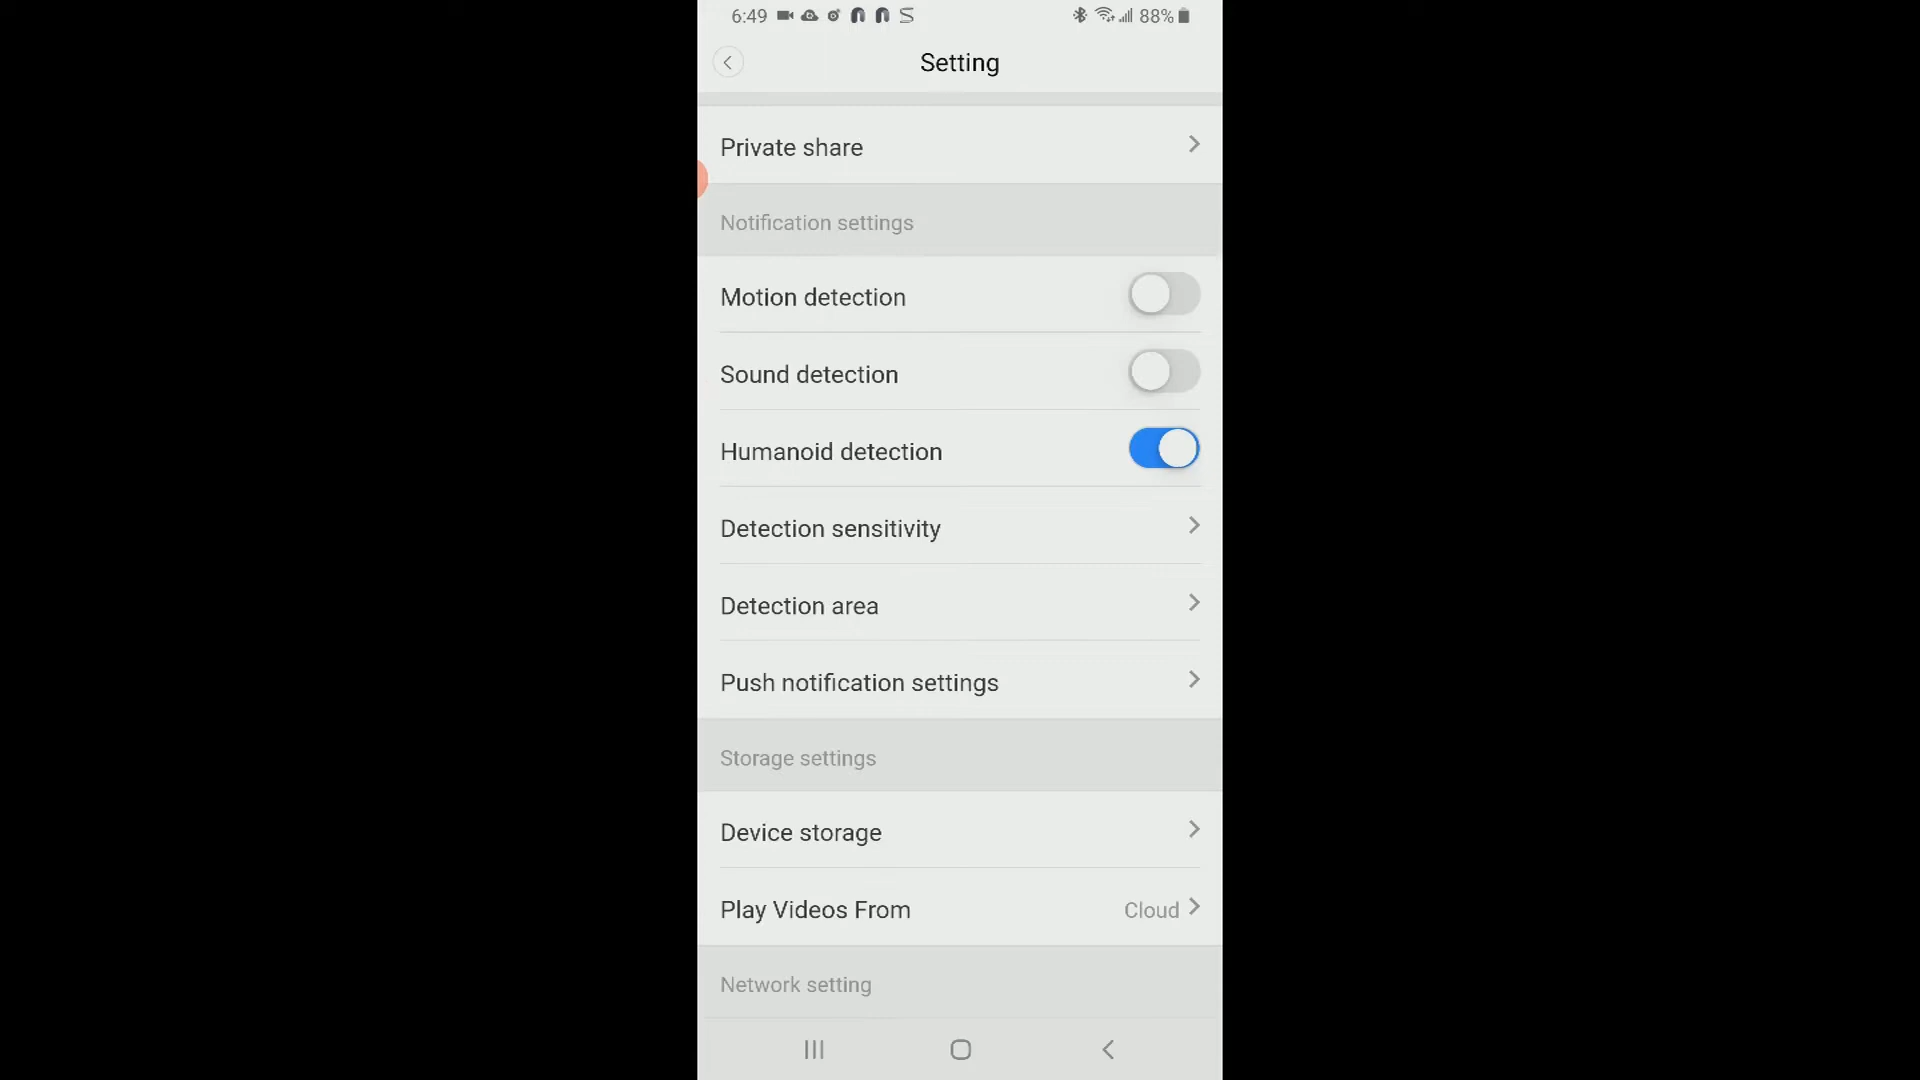 6:49 88%
Setting
Private share
Notification settings
Motion detection
Sound detection
Humanoid detection
Detection sensitivity
Detection area
Push notification settings
Storage settings
Device storage
Play Videos From Cloud
Network setting